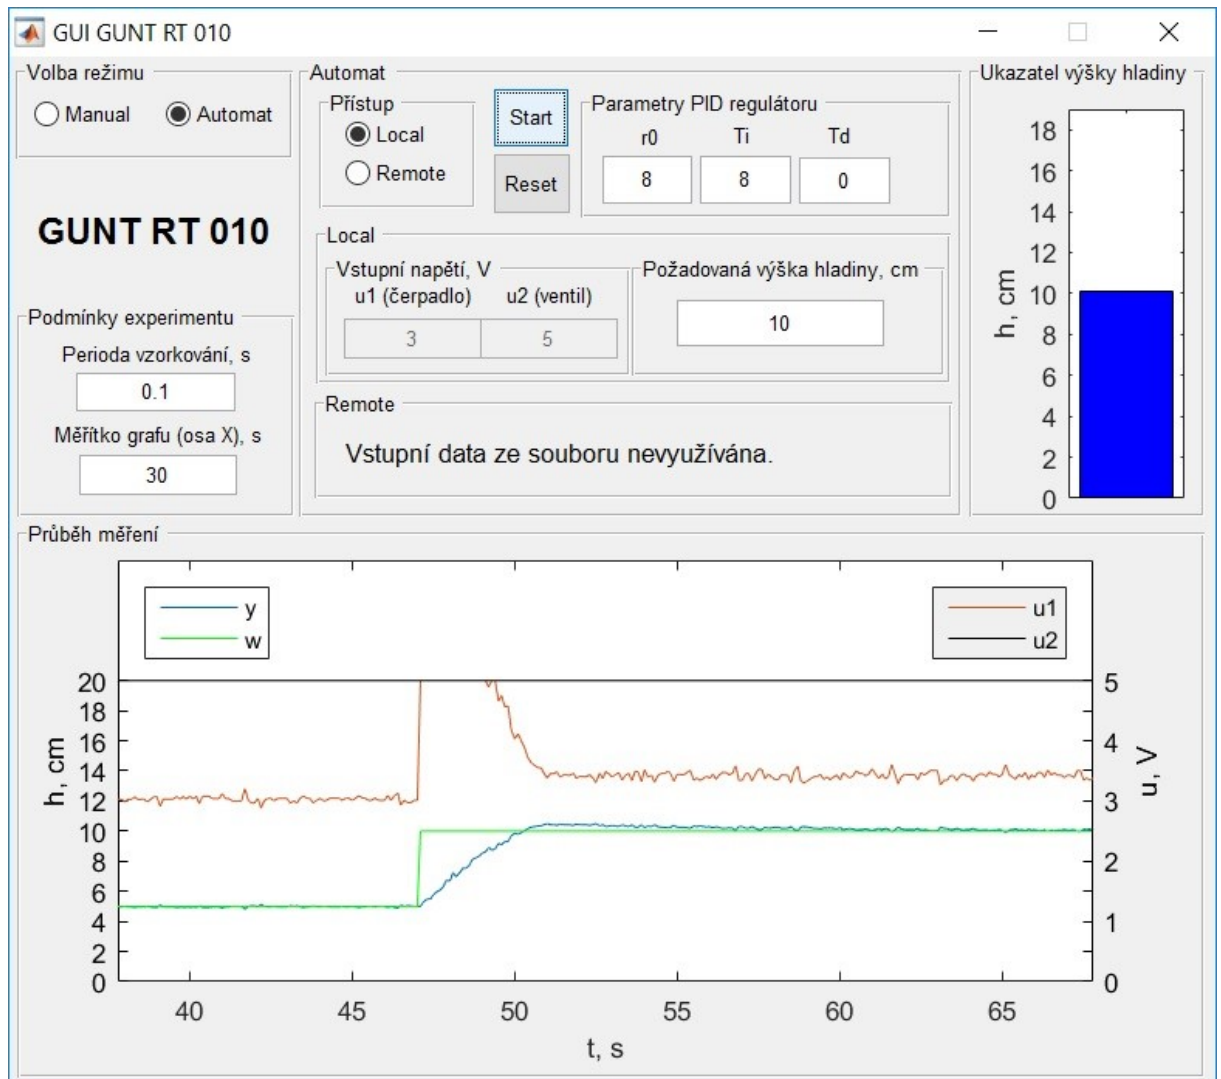 GUI GUNT RT 010
Volba režimu
Manual Automat
GUNT RT 010
Podmínky experimentu
Perioda vzorkování, s
0.1
Měřítko grafu (osa X), s
30
Automat
Přístup
Local
Remote
Start
Reset
Parametry PID regulátoru
r0 Ti Td
8 8 0
Local
Vstupní napětí, V
u1 (čerpadlo) u2 (ventil)
3 5
Požadovaná výška hladiny, cm
10
Remote
Vstupní data ze souboru nevyužívána.
Ukazatel výšky hladiny
18
16
14
12
10
8
6
4
2
0
h, cm
Průběh měření
y
w
u1
u2
20
18
16
14
12
10
8
6
4
2
0
h, cm
5
4
3
2
1
0
u, V
40 45 50 55 60 65
t, s